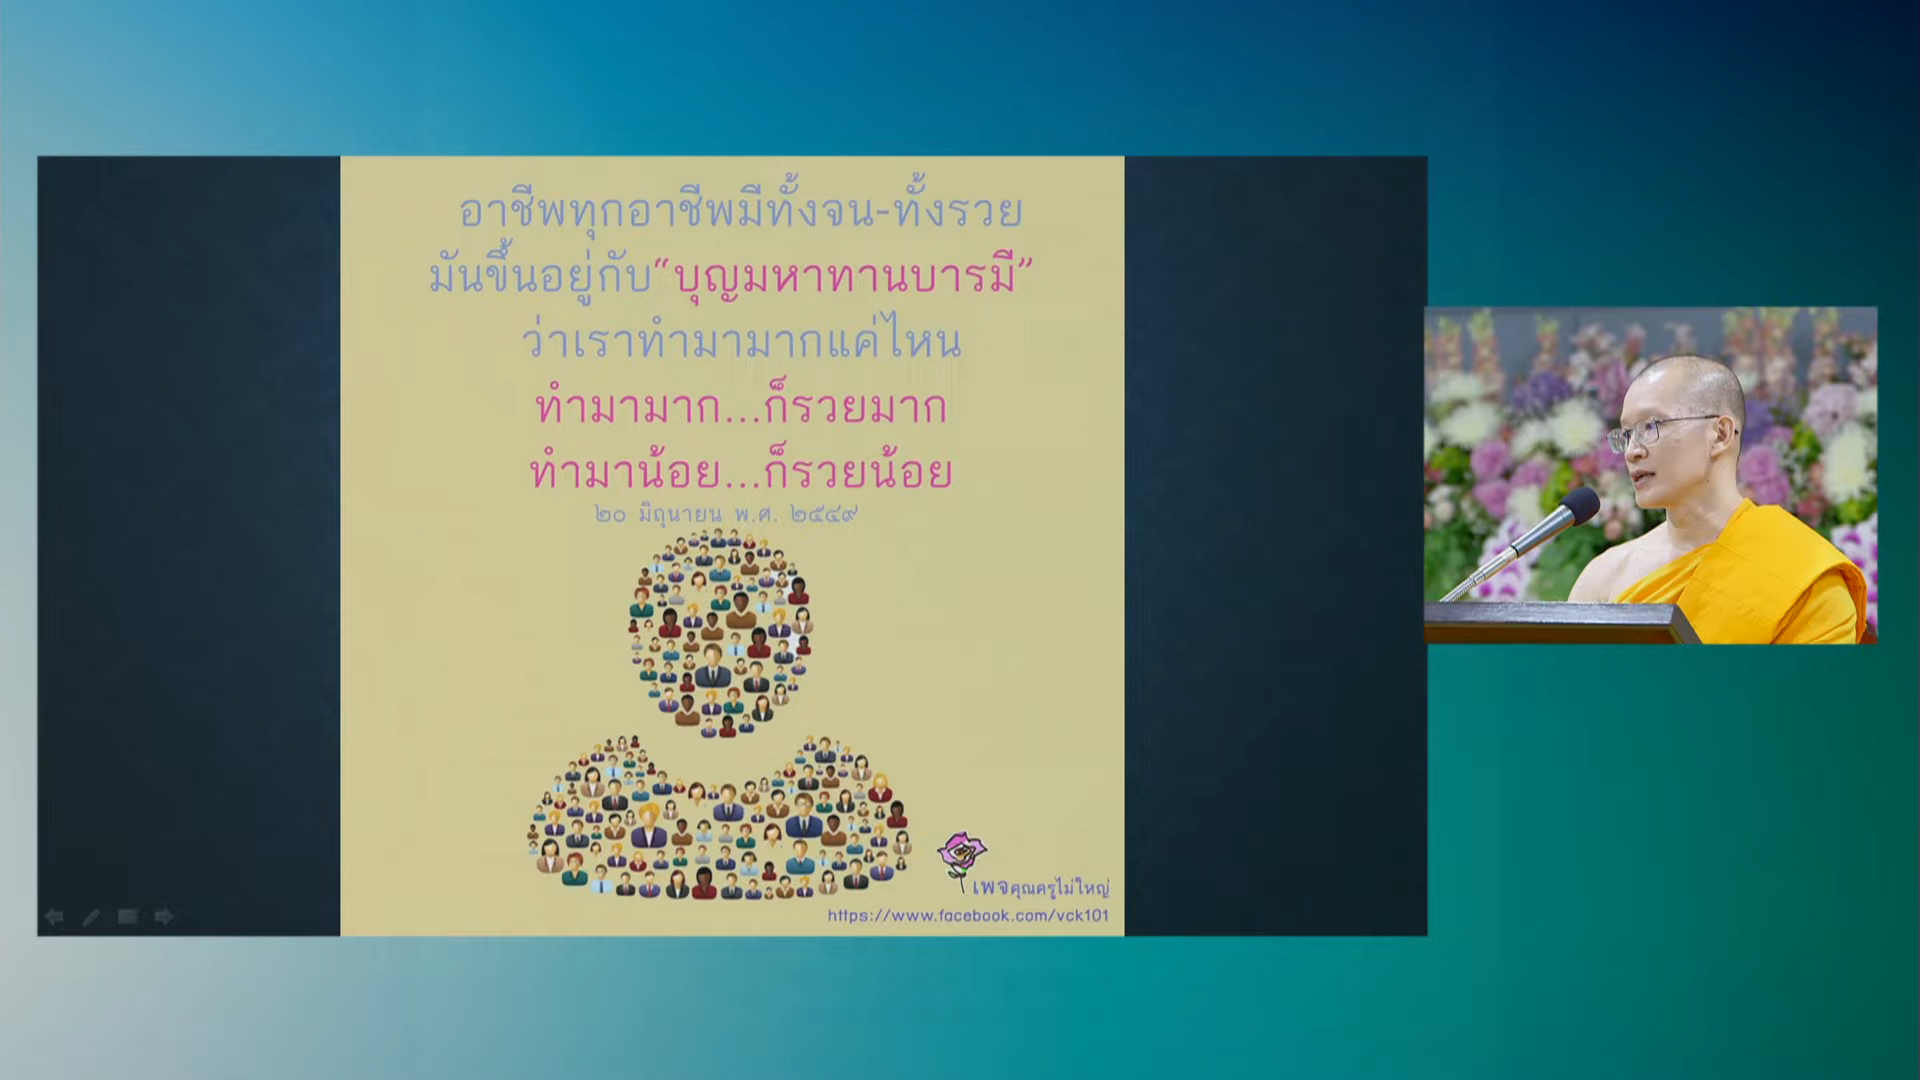 อาชีพทุกอาชีพมีทั้งจน-ทั้งรวย
มันขึ้นอยู่กับ“บุญมหาทานบารมี”
ว่าเราทำมามากแค่ไหน
ทำมามาก...ก็รวยมาก
ทำมาน้อย...ก็รวยน้อย
๒๐ มิถุนายน พ.ศ. ๒๕๔๙
เพจคุณครูไม่ใหญ่
https://www.facebook.com/vck101